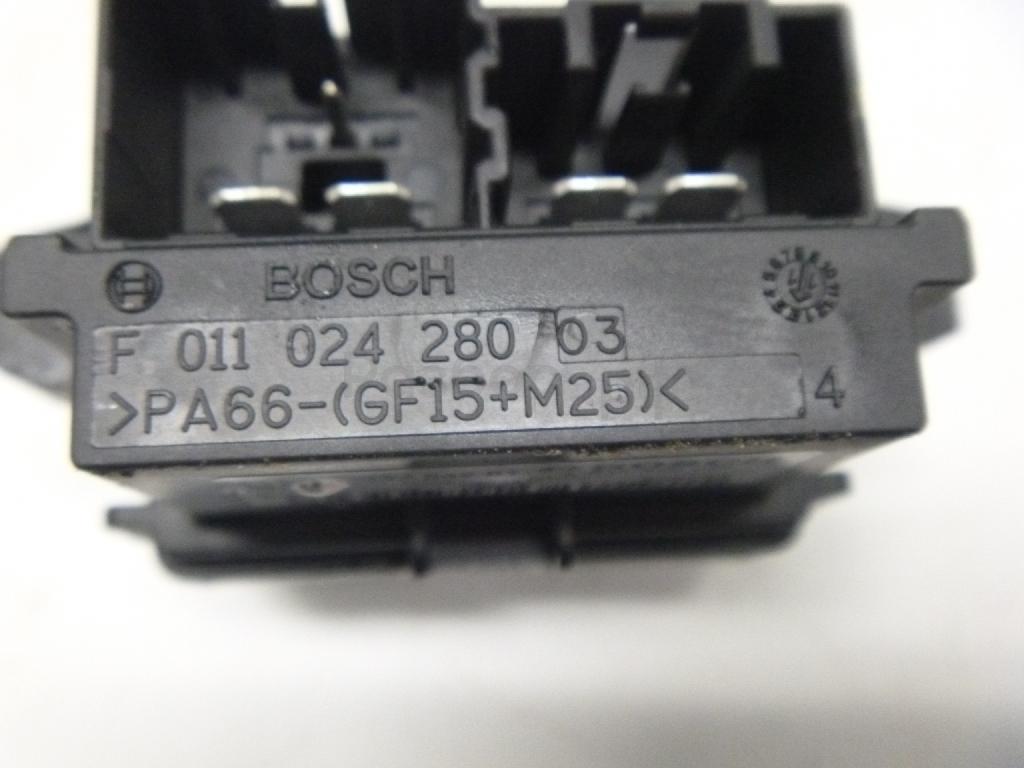 BOSCH
F 011 024 280 03
>PA66-(GF15+M25)<
4